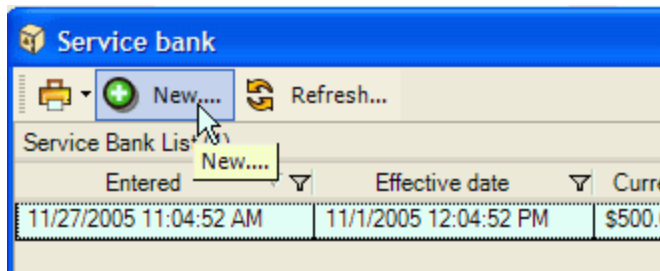 Service bank
New.... Refresh...
Service Bank List
New....
Entered Effective date
11/27/2005 11:04:52 AM 11/1/2005 12:04:52 PM $500.